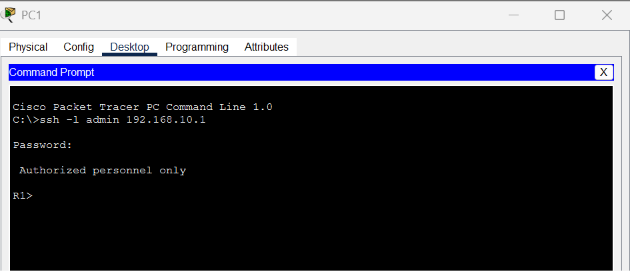 PC1
Physical Config Desktop Programming Attributes
Command Prompt X
Cisco Packet Tracer PC Command Line 1.0
C:\>ssh -l admin 192.168.10.1
Password:
Authorized personnel only
R1>